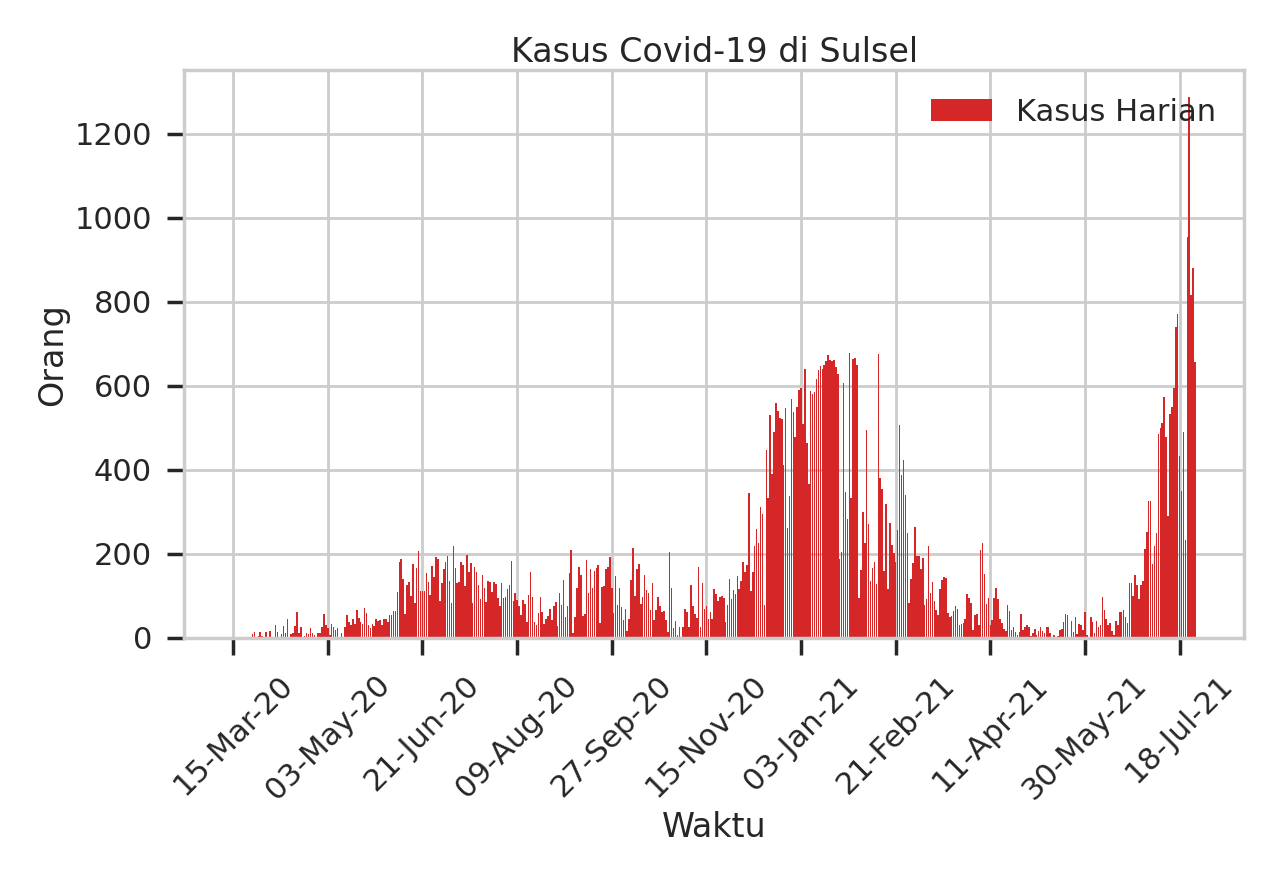 Kasus Covid-19 di Sulsel
Kasus Harian
Orang
1200
1000
800
600
400
200
0
15-Mar-20
03-May-20
21-Jun-20
09-Aug-20
27-Sep-20
15-Nov-20
03-Jan-21
21-Feb-21
11-Apr-21
30-May-21
18-Jul-21
Waktu